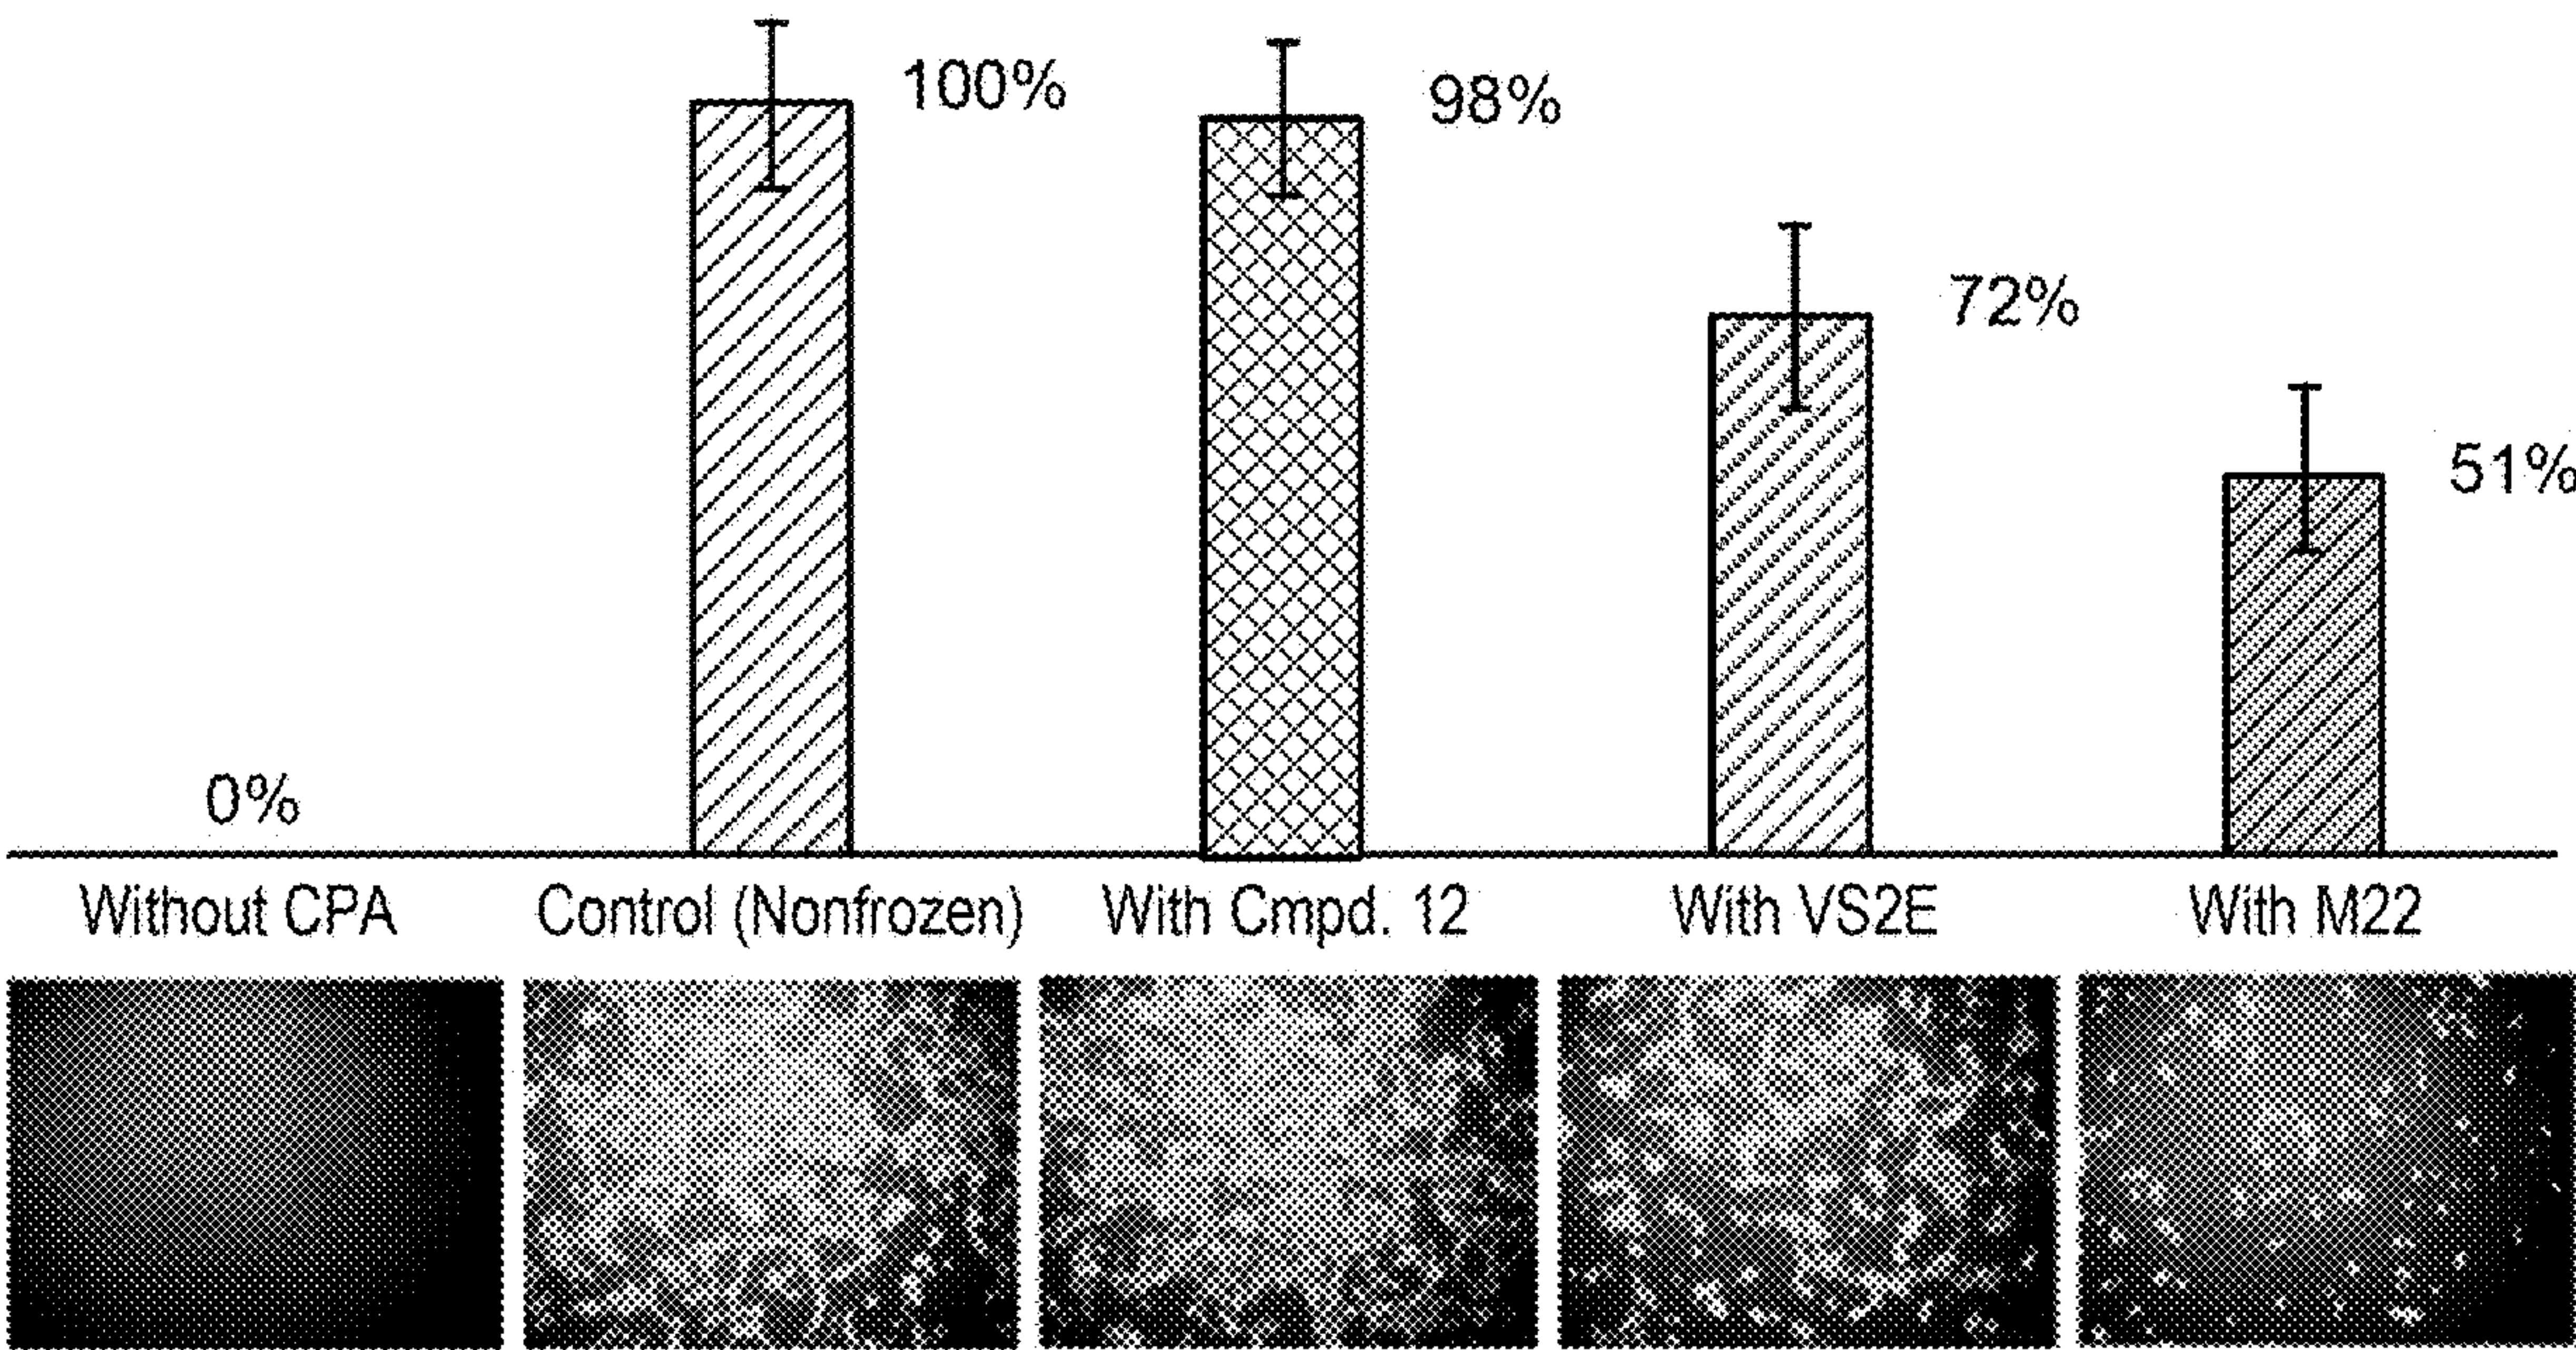 100%
98%
72%
51%
0%
Without CPA
Control (Nonfrozen)
With Cmpd. 12
With VS2E
With M22